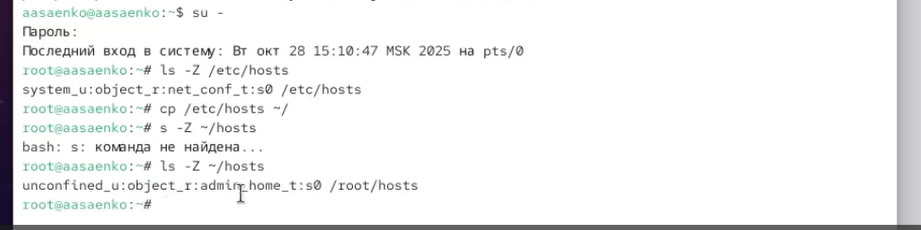 aasaenko@aasaenko:~$ su -
Пароль:
Последний вход в систему: Вт окт 28 15:10:47 MSK 2025 на pts/0
root@aasaenko:~# ls -Z /etc/hosts
system_u:object_r:net_conf_t:s0 /etc/hosts
root@aasaenko:~# cp /etc/hosts ~/
root@aasaenko:~# s -Z ~/hosts
bash: s: команда не найдена...
root@aasaenko:~# ls -Z ~/hosts
unconfined_u:object_r:admin_home_t:s0 /root/hosts
root@aasaenko:~#